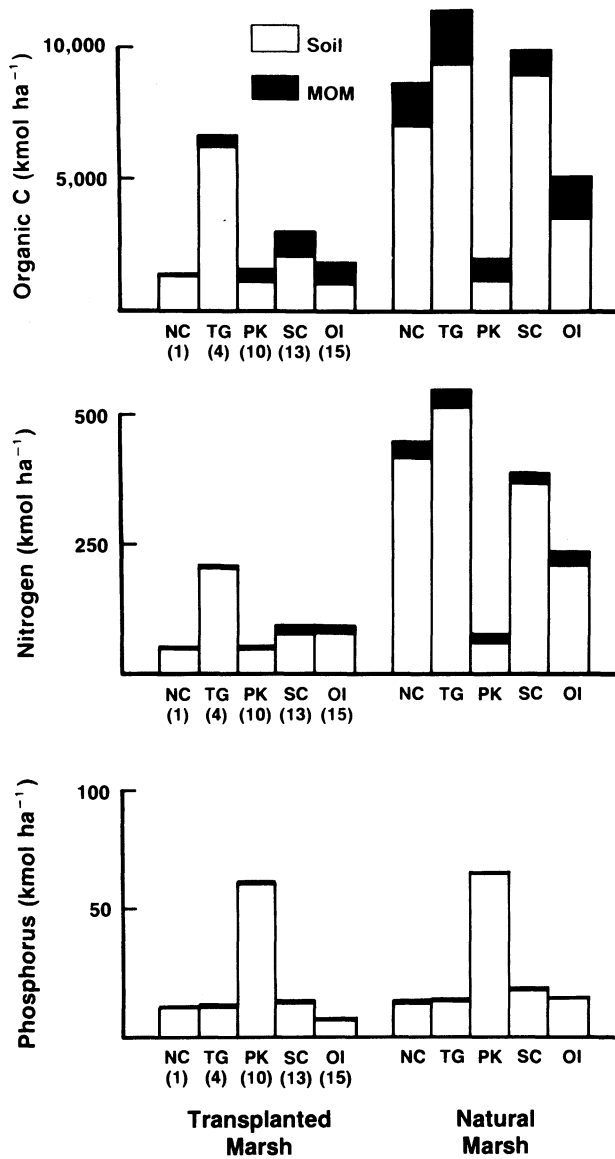 Organic C (kmol ha⁻¹)
10,000
5,000
Soil
MOM
NC TG PK SC OI NC TG PK SC OI
(1) (4) (10) (13) (15)
Nitrogen (kmol ha⁻¹)
500
250
NC TG PK SC OI NC TG PK SC OI
(1) (4) (10) (13) (15)
Phosphorus (kmol ha⁻¹)
100
50
NC TG PK SC OI NC TG PK SC OI
(1) (4) (10) (13) (15)
Transplanted Natural
Marsh Marsh